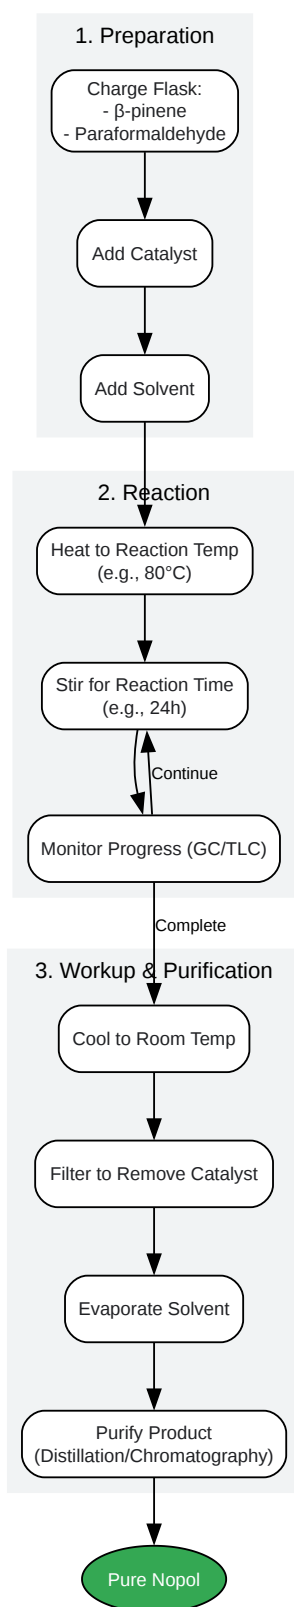 1. Preparation
Charge Flask:
- β-pinene
- Paraformaldehyde
Add Catalyst
Add Solvent
2. Reaction
Heat to Reaction Temp
(e.g., 80°C)
Stir for Reaction Time
(e.g., 24h)
Continue
Monitor Progress (GC/TLC)
Complete
3. Workup & Purification
Cool to Room Temp
Filter to Remove Catalyst
Evaporate Solvent
Purify Product
(Distillation/Chromatography)
Pure Nopol